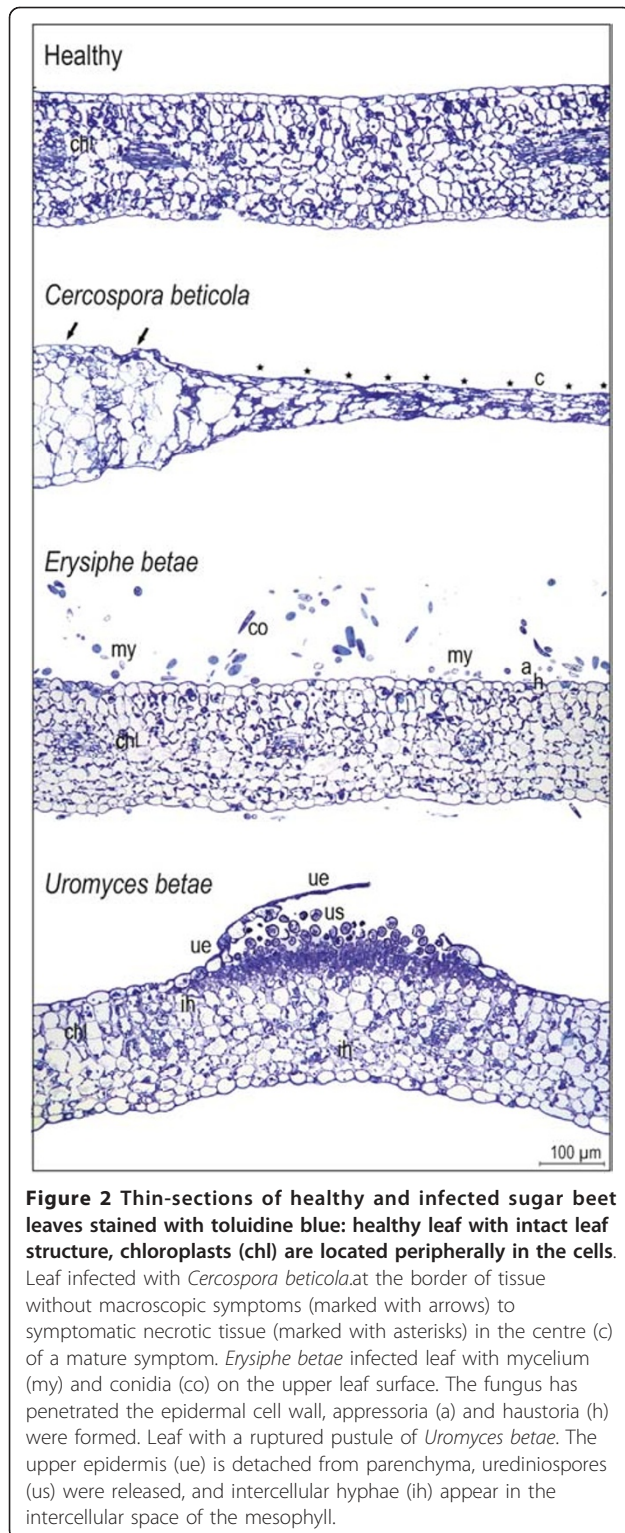 Healthy
chl
Cercospora beticola
c
Erysiphe betae
co
my
my
a
h
chl
Uromyces betae
ue
us
ue
ih
chl
ih
100 µm
Figure 2 Thin-sections of healthy and infected sugar beet
leaves stained with toluidine blue: healthy leaf with intact leaf
structure, chloroplasts (chl) are located peripherally in the cells.
Leaf infected with Cercospora beticola.at the border of tissue
without macroscopic symptoms (marked with arrows) to
symptomatic necrotic tissue (marked with asterisks) in the centre (c)
of a mature symptom. Erysiphe betae infected leaf with mycelium
(my) and conidia (co) on the upper leaf surface. The fungus has
penetrated the epidermal cell wall, appressoria (a) and haustoria (h)
were formed. Leaf with a ruptured pustule of Uromyces betae. The
upper epidermis (ue) is detached from parenchyma, urediniospores
(us) were released, and intercellular hyphae (ih) appear in the
intercellular space of the mesophyll.